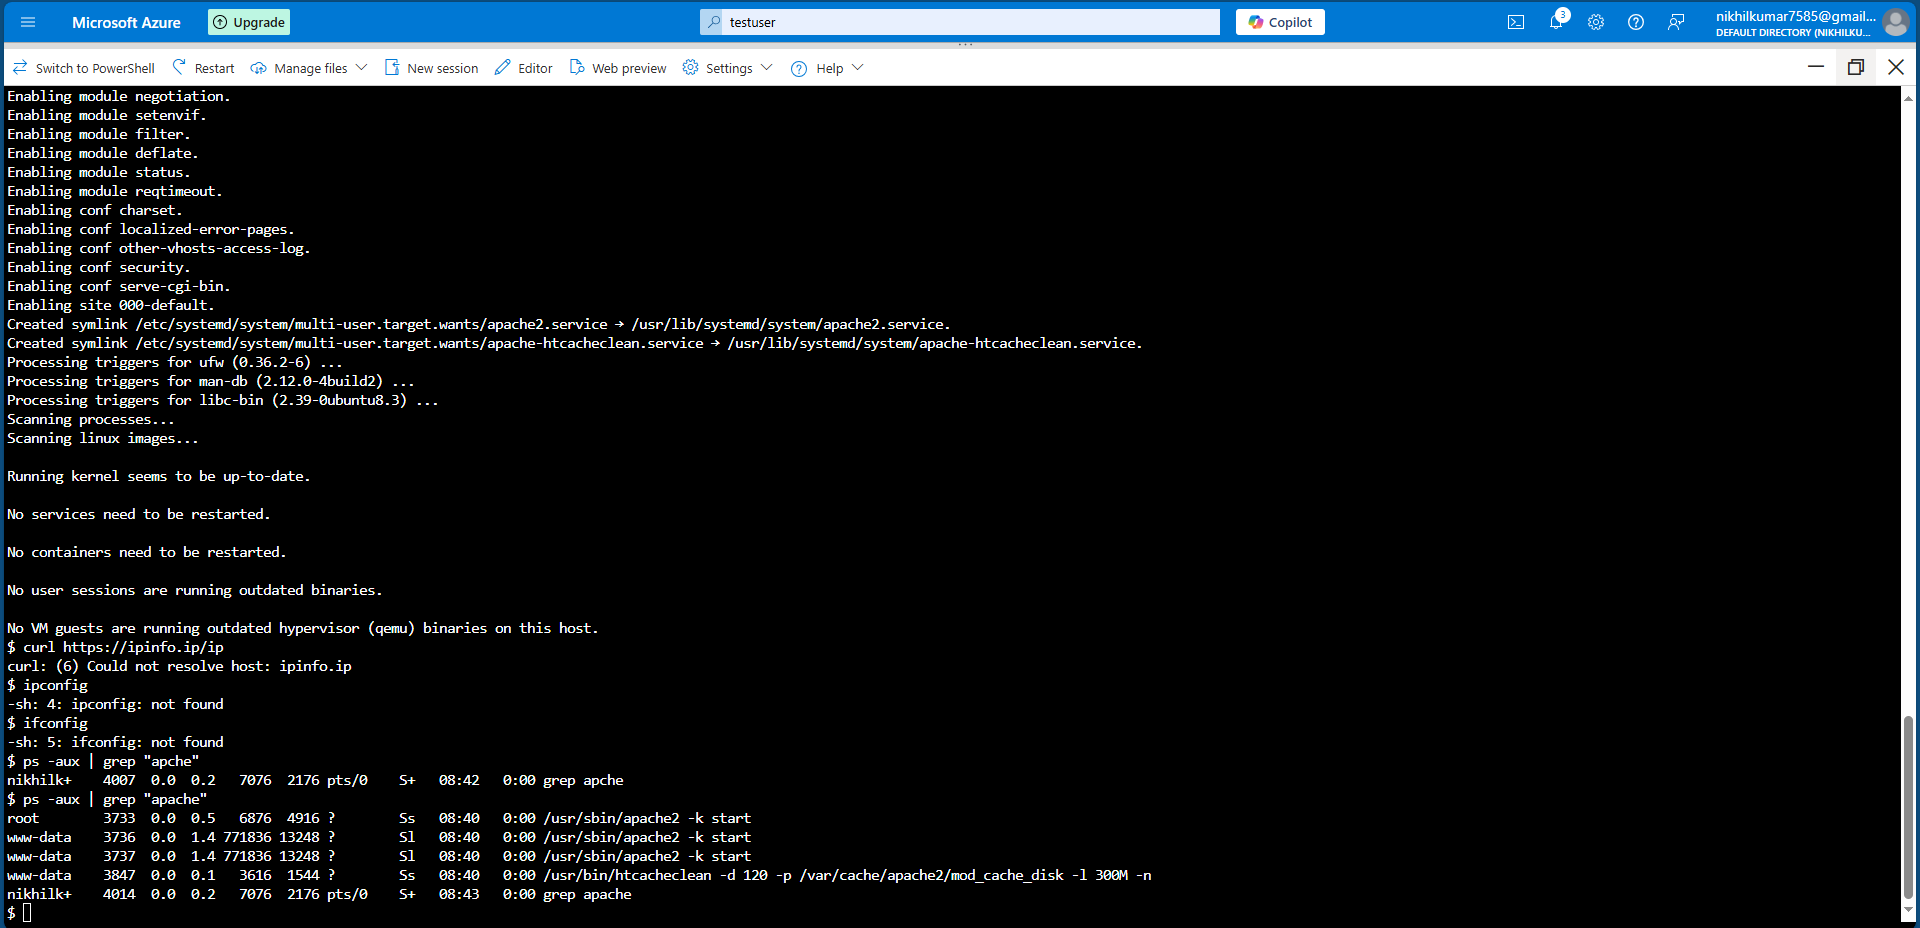 Microsoft Azure
Upgrade
testuser
Copilot
3
nikhilkumar7585@gmail...
DEFAULT DIRECTORY (NIKHILKU...
Switch to PowerShell
Restart
Manage files
New session
Editor
Web preview
Settings
Help
Enabling module negotiation.
Enabling module setenvif.
Enabling module filter.
Enabling module deflate.
Enabling module status.
Enabling module reqtimeout.
Enabling conf charset.
Enabling conf localized-error-pages.
Enabling conf other-vhosts-access-log.
Enabling conf security.
Enabling conf serve-cgi-bin.
Enabling site 000-default.
Created symlink /etc/systemd/system/multi-user.target.wants/apache2.service → /usr/lib/systemd/system/apache2.service.
Created symlink /etc/systemd/system/multi-user.target.wants/apache-htcacheclean.service → /usr/lib/systemd/system/apache-htcacheclean.service.
Processing triggers for ufw (0.36.2-6) ...
Processing triggers for man-db (2.12.0-4build2) ...
Processing triggers for libc-bin (2.39-0ubuntu8.3) ...
Scanning processes...
Scanning linux images...
Running kernel seems to be up-to-date.
No services need to be restarted.
No containers need to be restarted.
No user sessions are running outdated binaries.
No VM guests are running outdated hypervisor (qemu) binaries on this host.
$ curl https://ipinfo.ip/ip
curl: (6) Could not resolve host: ipinfo.ip
$ ipconfig
-sh: 4: ipconfig: not found
$ ifconfig
-sh: 5: ifconfig: not found
$ ps -aux | grep "apche"
nikhilk+    4007  0.0  0.2   7076  2176 pts/0    S+   08:42   0:00 grep apche
$ ps -aux | grep "apache"
root        3733  0.0  0.5   6876  4916 ?        Ss   08:40   0:00 /usr/sbin/apache2 -k start
www-data    3736  0.0  1.4 771836 13248 ?        Sl   08:40   0:00 /usr/sbin/apache2 -k start
www-data    3737  0.0  1.4 771836 13248 ?        Sl   08:40   0:00 /usr/sbin/apache2 -k start
www-data    3847  0.0  0.1   3616  1544 ?        Ss   08:40   0:00 /usr/bin/htcacheclean -d 120 -p /var/cache/apache2/mod_cache_disk -l 300M -n
nikhilk+    4014  0.0  0.2   7076  2176 pts/0    S+   08:43   0:00 grep apache
$